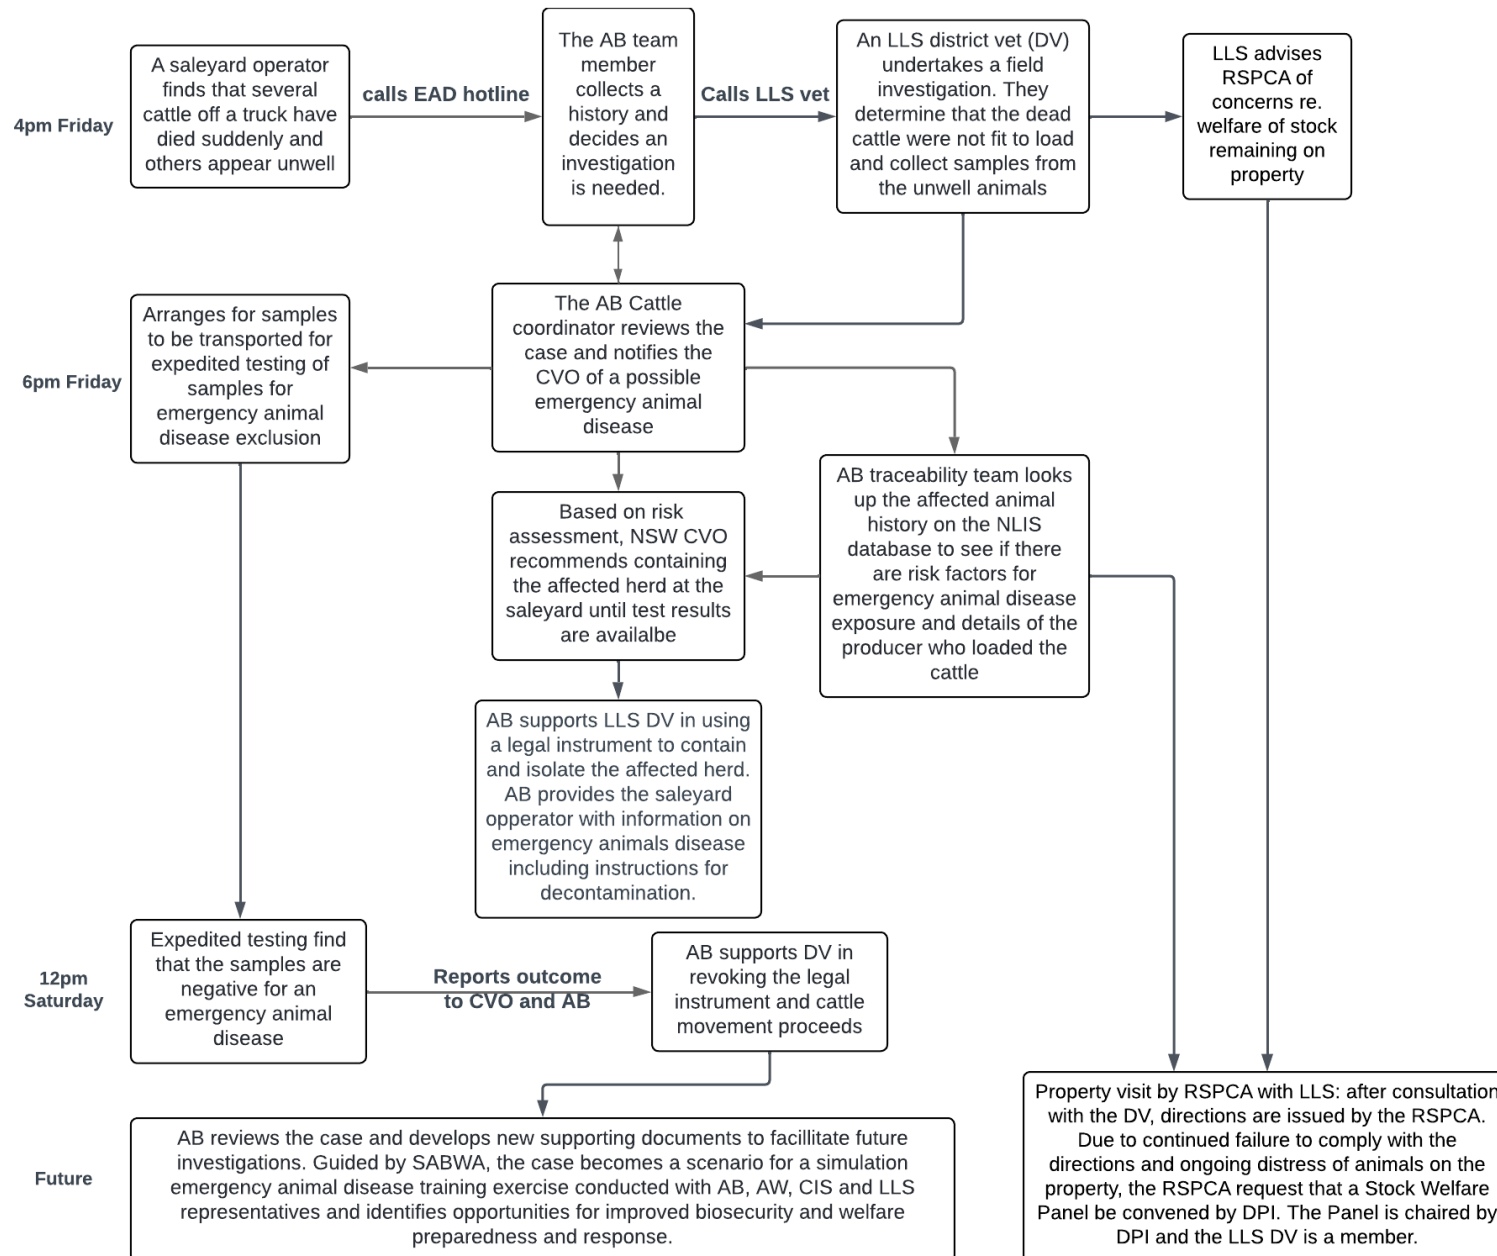 4pm Friday
A saleyard operator
finds that several
cattle off a truck have
died suddenly and
others appear unwell
calls EAD hotline
The AB team
member
collects a
history and
decides an
investigation
is needed.
Calls LLS vet
An LLS district vet (DV)
undertakes a field
investigation. They
determine that the dead
cattle were not fit to load
and collect samples from
the unwell animals
LLS advises
RSPCA of
concerns re.
welfare of stock
remaining on
property
6pm Friday
Arranges for samples
to be transported for
expedited testing of
samples for
emergency animal
disease exclusion
The AB Cattle
coordinator reviews the
case and notifies the
CVO of a possible
emergency animal
disease
Based on risk
assessment, NSW CVO
recommends containing
the affected herd at the
saleyard until test results
are availalbe
AB traceability team looks
up the affected animal
history on the NLIS
database to see if there
are risk factors for
emergency animal disease
exposure and details of the
producer who loaded the
cattle
AB supports LLS DV in using
a legal instrument to contain
and isolate the affected herd.
AB provides the saleyard
opperator with information on
emergency animals disease
including instructions for
decontamination.
12pm
Saturday
Expedited testing find
that the samples are
negative for an
emergency animal
disease
Reports outcome
to CVO and AB
AB supports DV in
revoking the legal
instrument and cattle
movement proceeds
Future
AB reviews the case and develops new supporting documents to facillitate future
investigations. Guided by SABWA, the case becomes a scenario for a simulation
emergency animal disease training exercise conducted with AB, AW, CIS and LLS
representatives and identifies opportunities for improved biosecurity and welfare
preparedness and response.
Property visit by RSPCA with LLS: after consultation
with the DV, directions are issued by the RSPCA.
Due to continued failure to comply with the
directions and ongoing distress of animals on the
property, the RSPCA request that a Stock Welfare
Panel be convened by DPI. The Panel is chaired by
DPI and the LLS DV is a member.